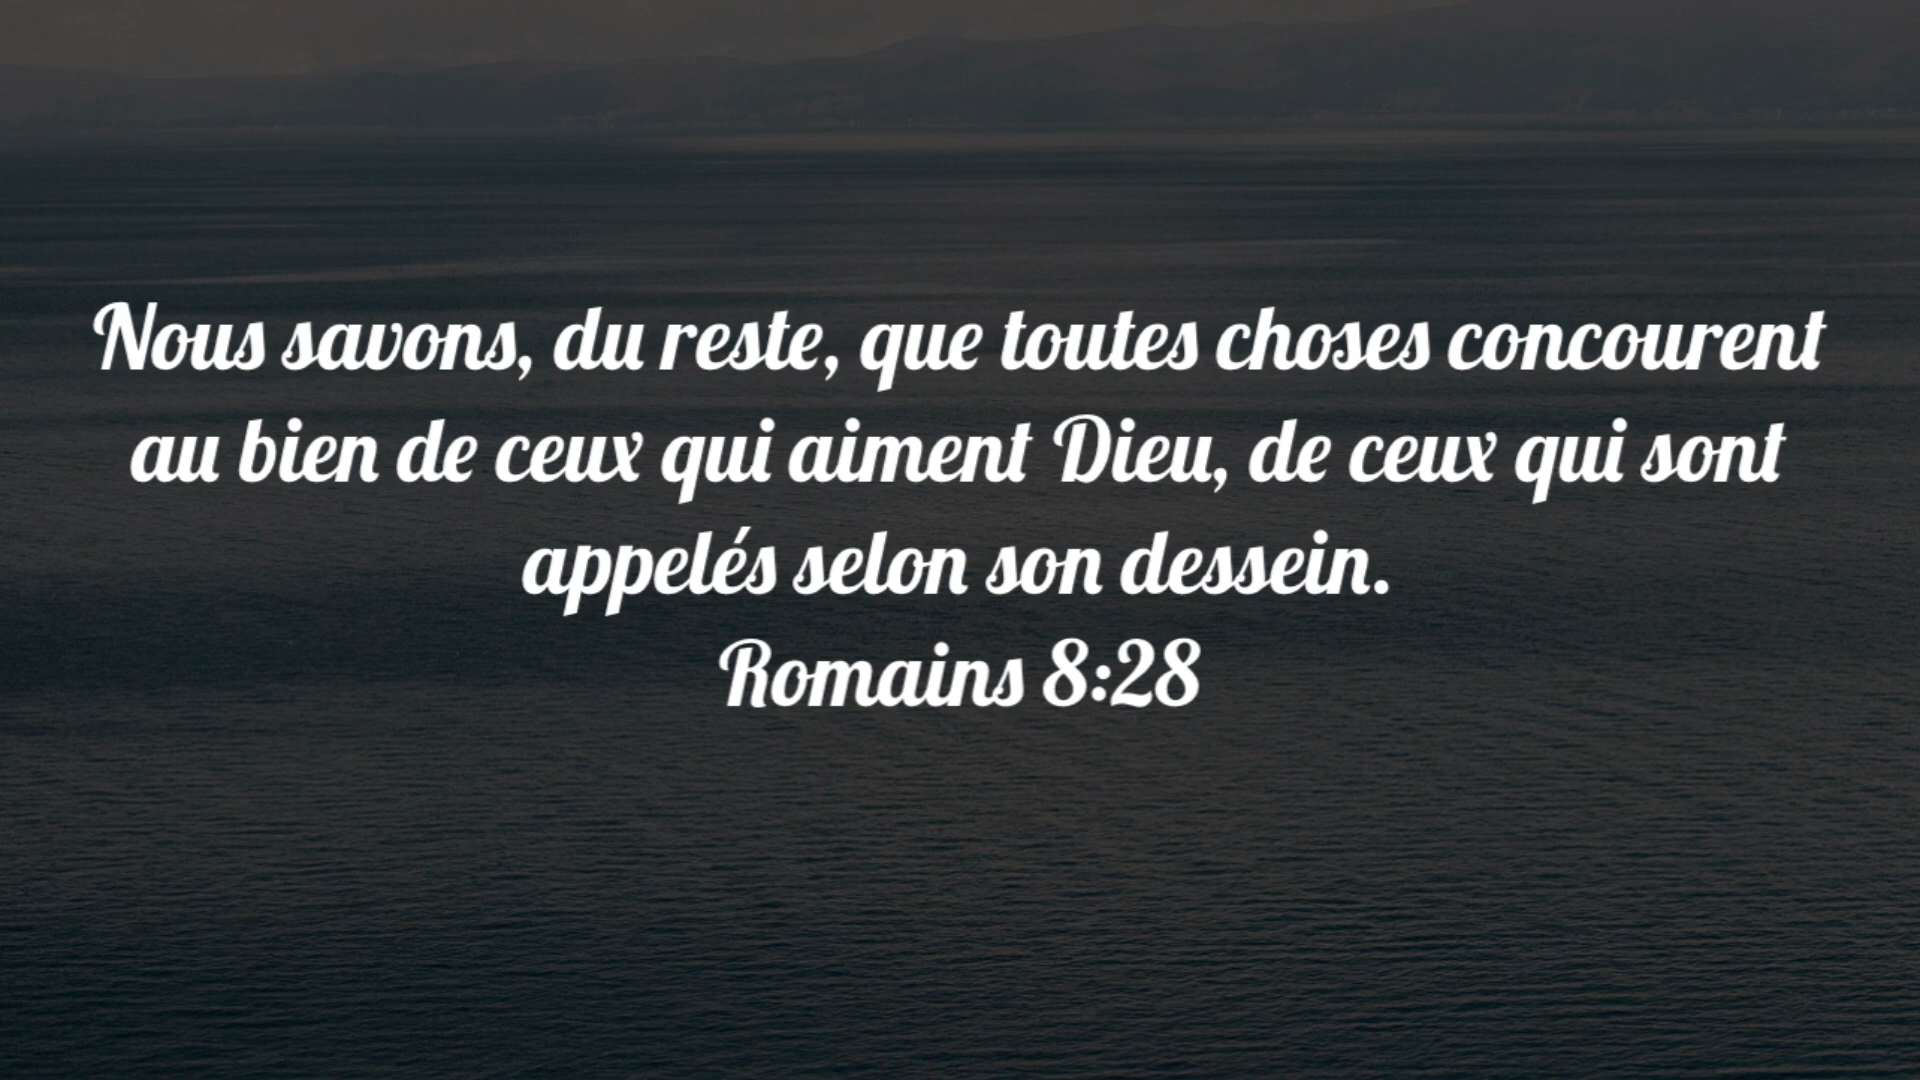 Nous savons, du reste, que toutes choses concourent
au bien de ceux qui aiment Dieu, de ceux qui sont
appelés selon son dessein.
Romains 8:28